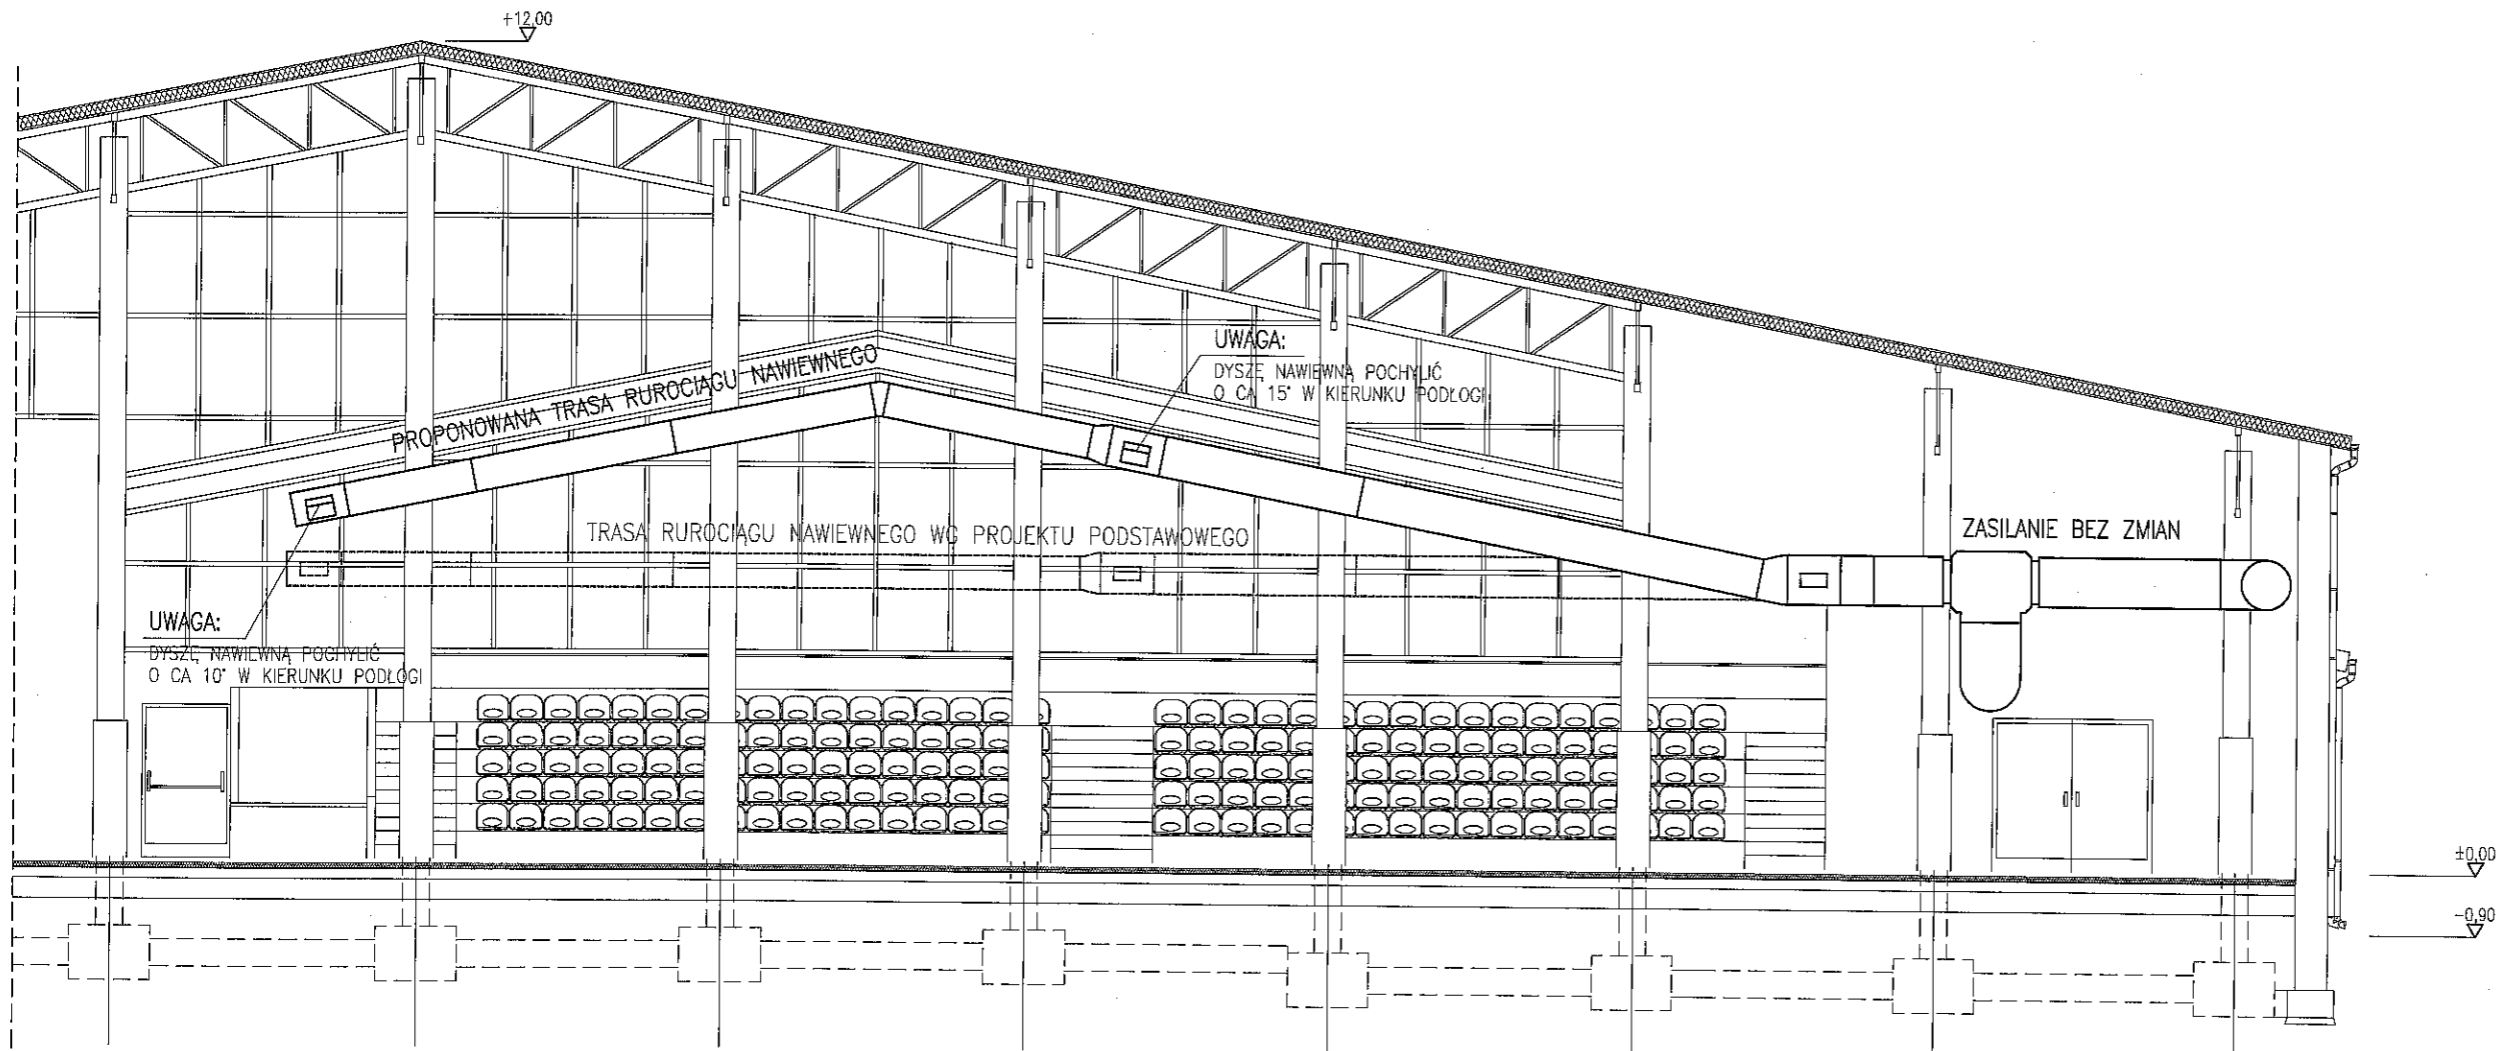 +12,00
UWAGA:
DYSZĘ NAWIEWNĄ POCHYLIĆ
O CA 15° W KIERUNKU PODŁOGI
PROPONOWANA TRASA RUROCIĄGU NAWIEWNEGO
TRASA RUROCIĄGU NAWIEWNEGO WG PROJEKTU PODSTAWOWEGO
ZASILANIE BEZ ZMIAN
UWAGA:
DYSZĘ NAWIEWNĄ POCHYLIĆ
O CA 10° W KIERUNKU PODŁOGI
±0,00
-0,90